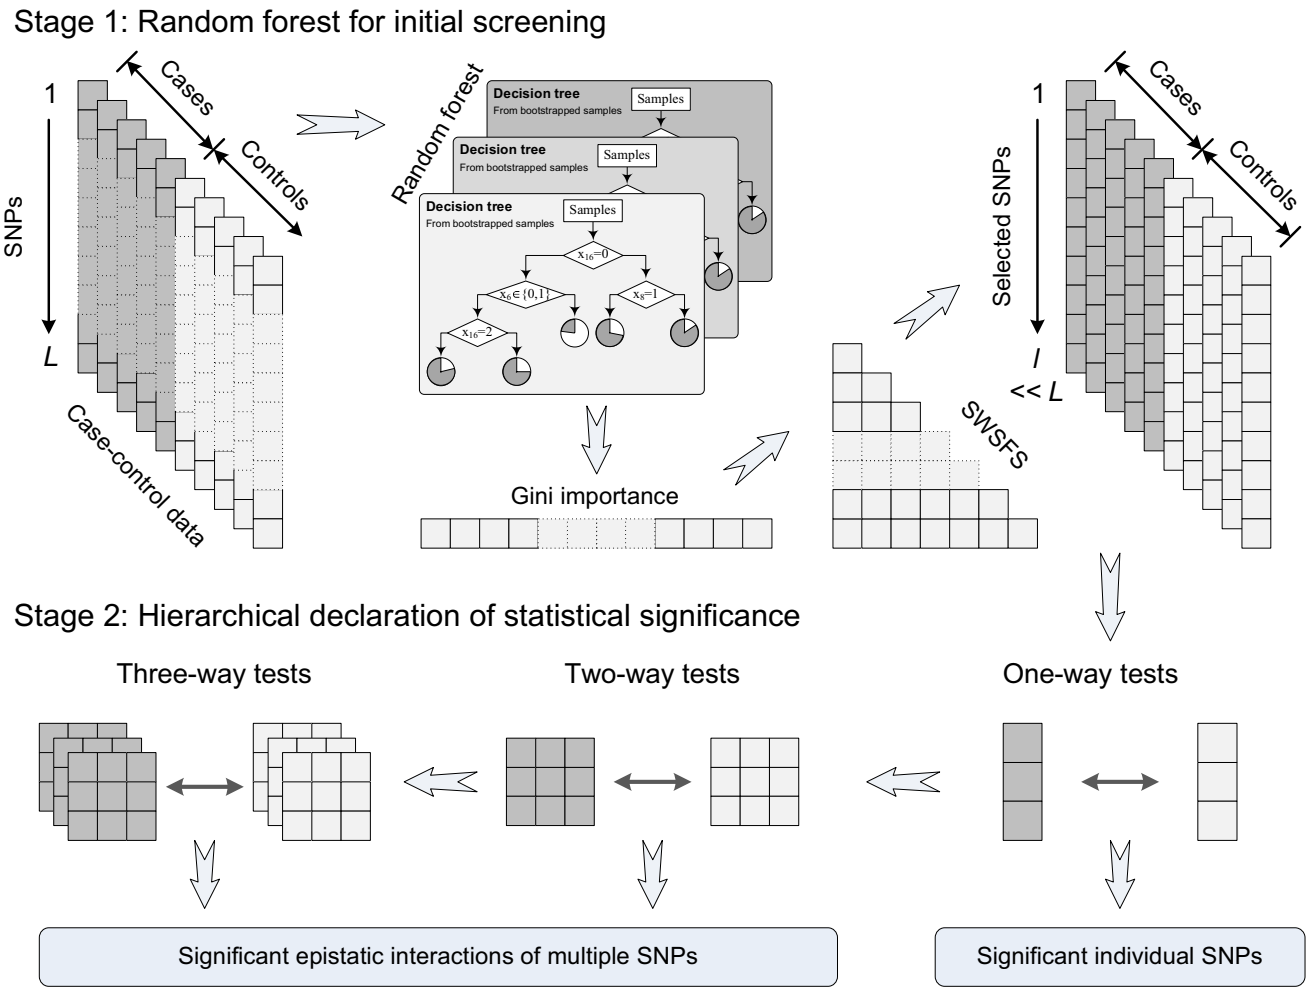 Stage 1: Random forest for initial screening
1
SNPs
L
Cases
Controls
Case-control data
Random forest
Decision tree
From bootstrapped samples
Samples
Decision tree
From bootstrapped samples
Samples
Decision tree
From bootstrapped samples
Samples
x16=0
x6∈{0,1}
x8=1
x16=2
Gini importance
SWSFS
1
Selected SNPs
l
<< L
Cases
Controls
Stage 2: Hierarchical declaration of statistical significance
Three-way tests
Two-way tests
One-way tests
Significant epistatic interactions of multiple SNPs
Significant individual SNPs